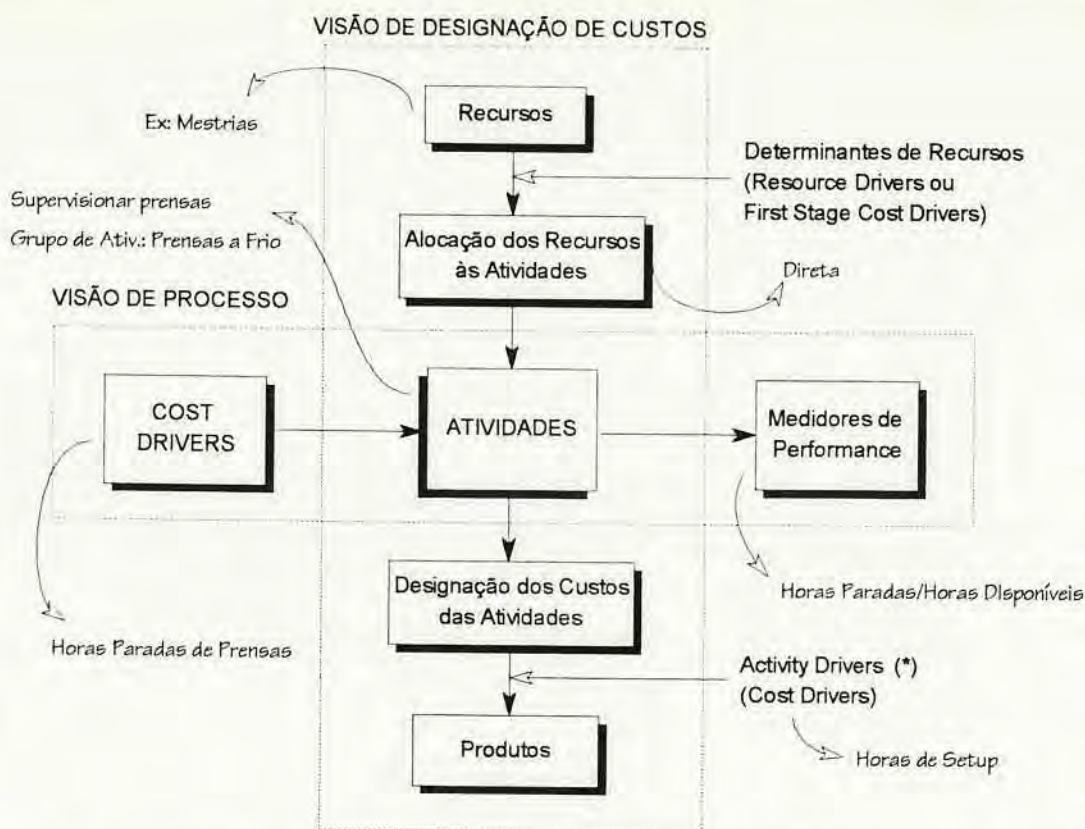 VISÃO DE DESIGNAÇÃO DE CUSTOS
Recursos
Ex: Mestrias
Determinantes de Recursos
(Resource Drivers ou
First Stage Cost Drivers)
Supervisionar prensas
Grupo de Ativ.: Prensas a Frio
Alocação dos Recursos
às Atividades
Direta
VISÃO DE PROCESSO
COST
DRIVERS
ATIVIDADES
Medidores de
Performance
Designação dos Custos
das Atividades
Horas Paradas/Horas DIsponíveis
Horas Paradas de Prensas
Activity Drivers (*)
(Cost Drivers)
Produtos
Horas de Setup